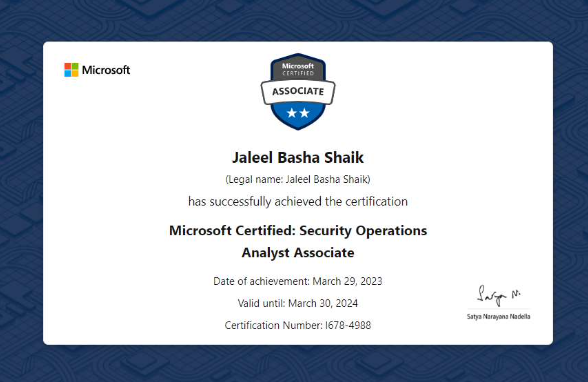 Microsoft
Microsoft
CERTIFIED
ASSOCIATE
Jaleel Basha Shaik
(Legal name: Jaleel Basha Shaik)
has successfully achieved the certification
Microsoft Certified: Security Operations
Analyst Associate
Date of achievement: March 29, 2023
Valid until: March 30, 2024
Certification Number: I678-4988
Satya N.
Satya Narayana Nadella